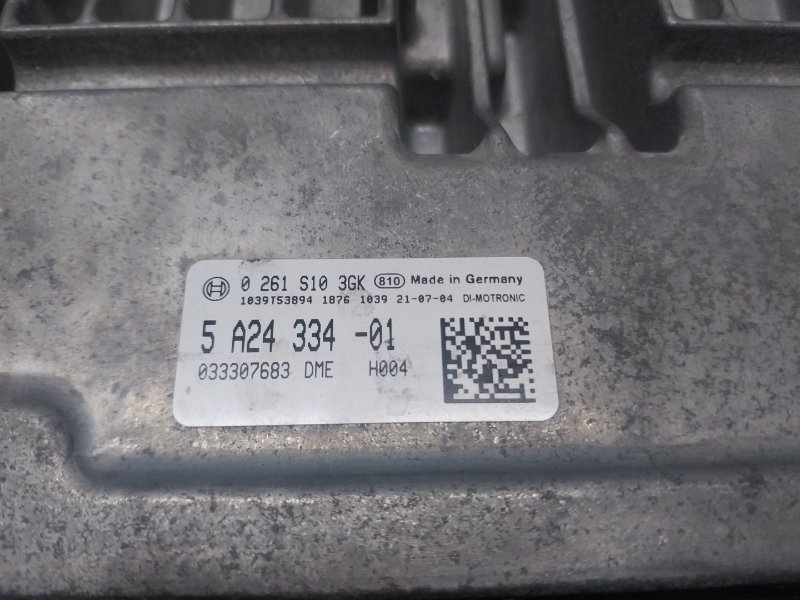 0 261 S10 3GK 810 Made in Germany
1039T53894 1876 1039 21-07-04 DI-MOTRONIC
5 A24 334 -01
033307683 DME H004